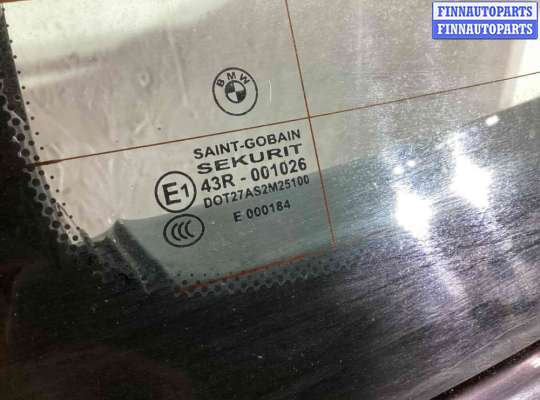 FINNAUTOPARTS
FINNAUTOPARTS
BMW
SAINT-GOBAIN
SEKURIT
E1 43R - 001026
DOT27AS2M25100
CCC E 000184